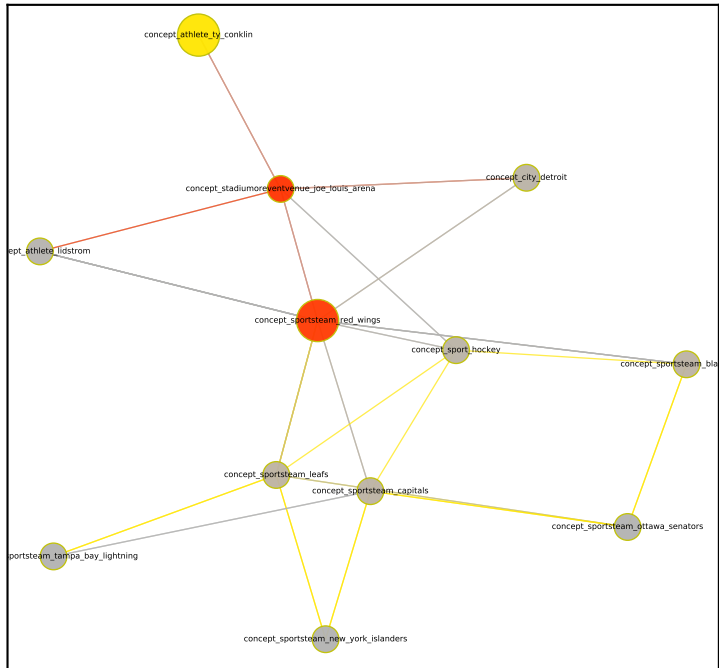 concept_athlete_ty_conklin
concept_city_detroit
concept_stadiumoreventvenue_joe_louis_arena
ept_athlete_lidstrom
concept_sportsteam_red_wings
concept_sport_hockey
concept_sportsteam_bla
concept_sportsteam_leafs
concept_sportsteam_capitals
concept_sportsteam_ottawa_senators
sportsteam_tampa_bay_lightning
concept_sportsteam_new_york_islanders